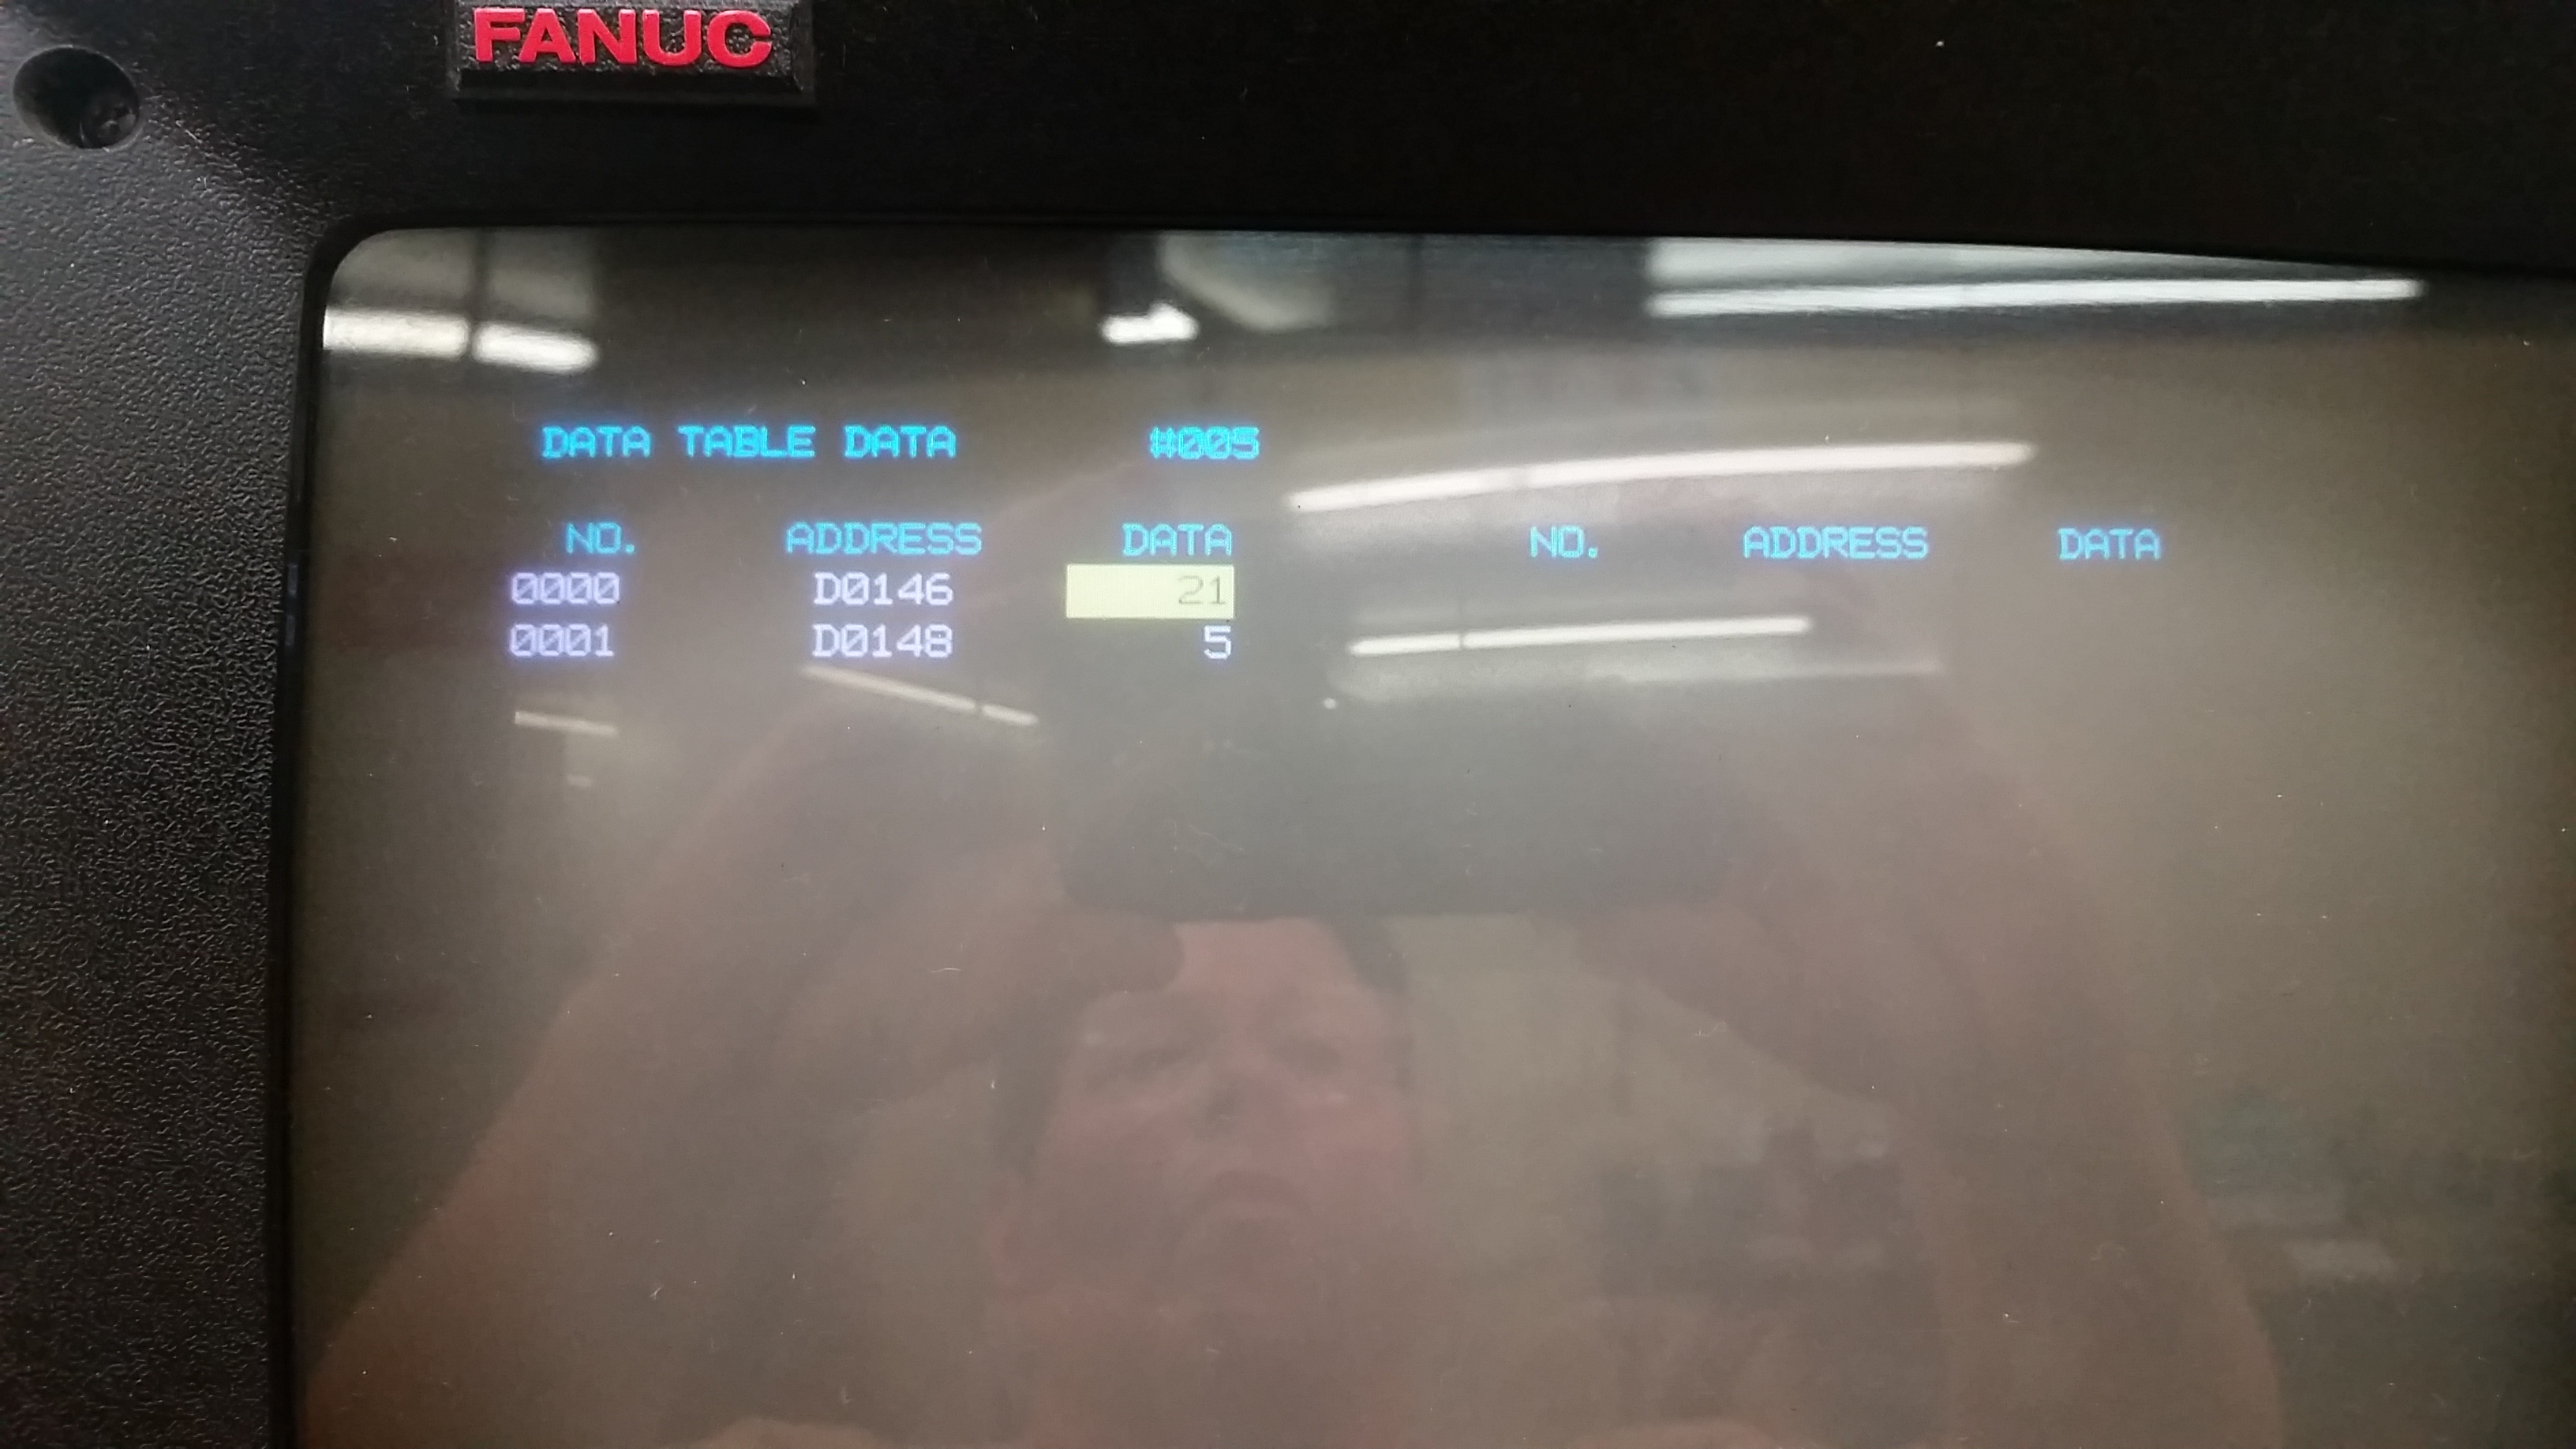 FANUC
DATA TABLE DATA #005
NO. ADDRESS DATA NO. ADDRESS DATA
0000 D0146 21
0001 D0148 5